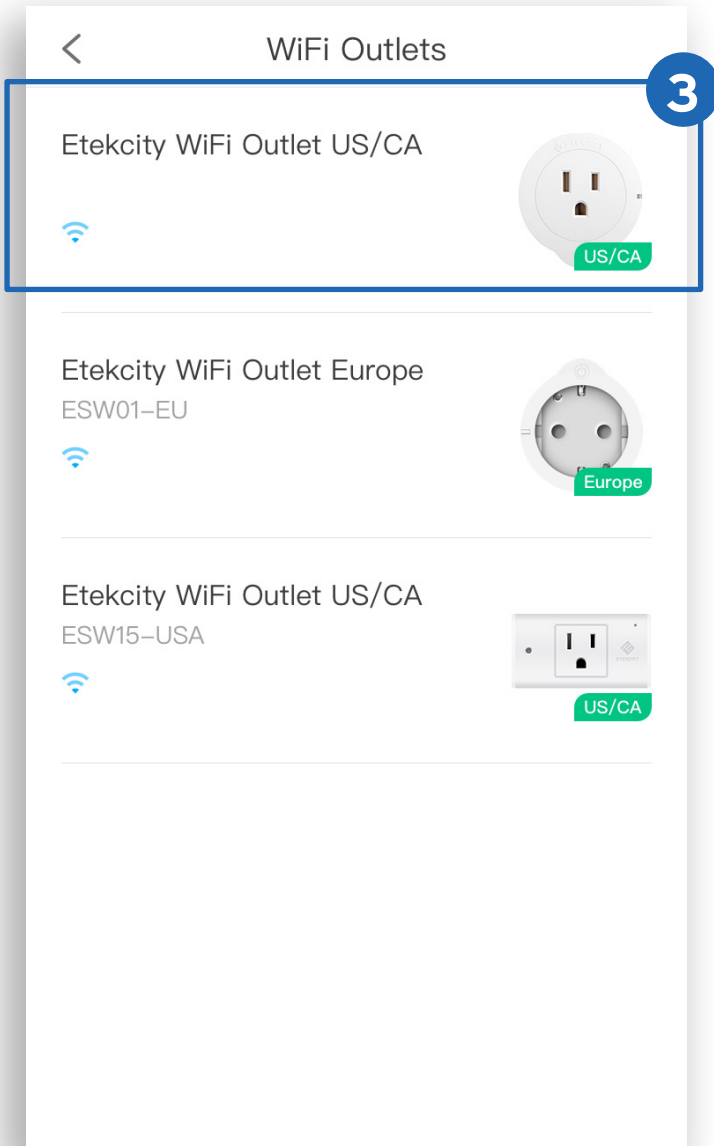 WiFi Outlets
3
Etekcity WiFi Outlet US/CA
US/CA
Etekcity WiFi Outlet Europe
ESW01-EU
Europe
Etekcity WiFi Outlet US/CA
ESW15-USA
US/CA